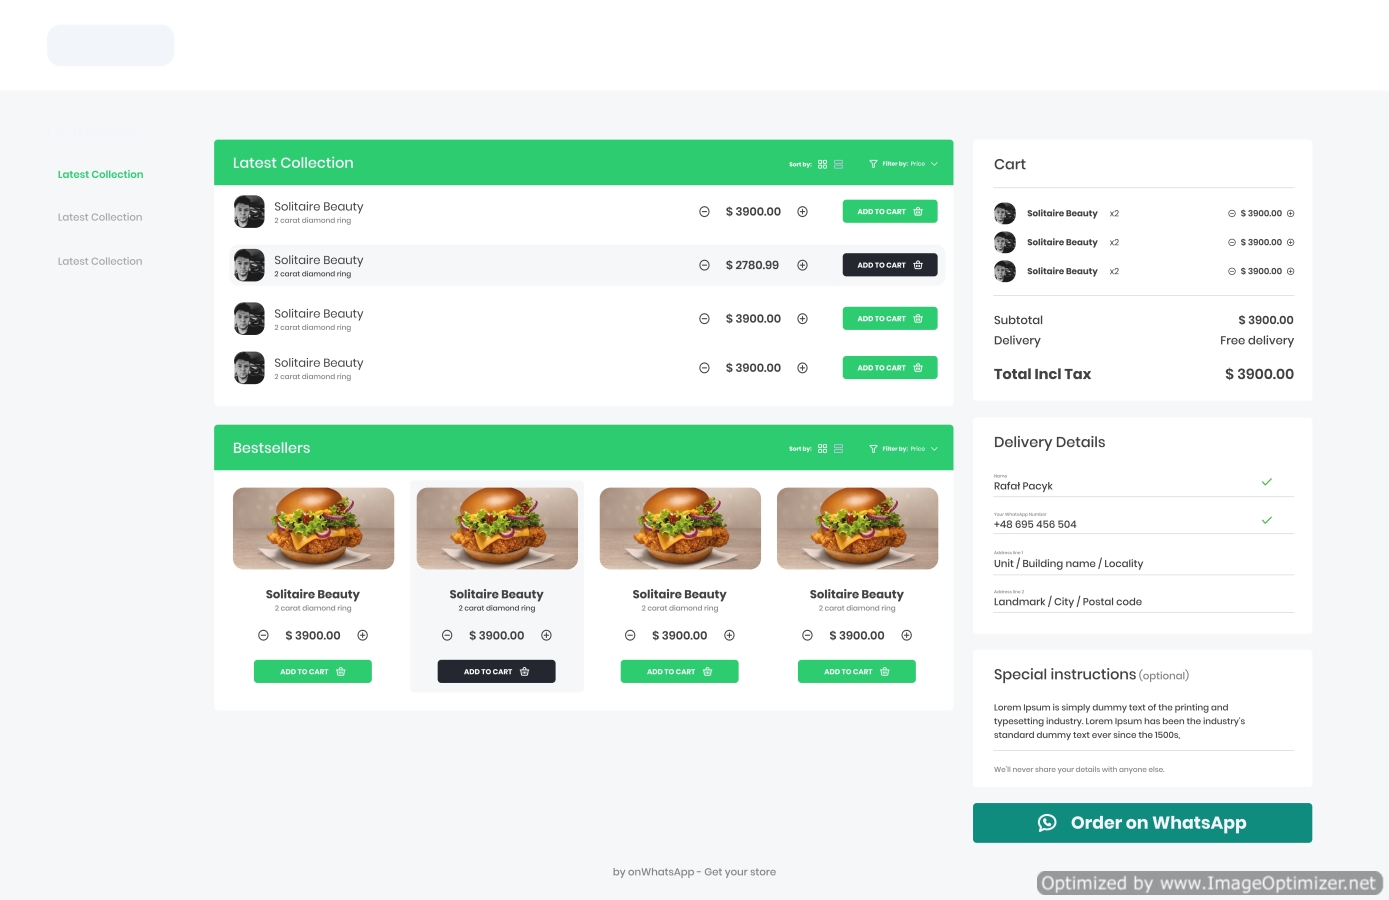 Latest Collection
Latest Collection
Latest Collection
Latest Collection
Sort by:
Filter by: Price
Solitaire Beauty
2 carat diamond ring
$ 3900.00
ADD TO CART
Solitaire Beauty
2 carat diamond ring
$ 2780.99
ADD TO CART
Solitaire Beauty
2 carat diamond ring
$ 3900.00
ADD TO CART
Solitaire Beauty
2 carat diamond ring
$ 3900.00
ADD TO CART
Bestsellers
Sort by:
Filter by: Price
Solitaire Beauty
2 carat diamond ring
$ 3900.00
ADD TO CART
Solitaire Beauty
2 carat diamond ring
$ 3900.00
ADD TO CART
Solitaire Beauty
2 carat diamond ring
$ 3900.00
ADD TO CART
Solitaire Beauty
2 carat diamond ring
$ 3900.00
ADD TO CART
Cart
Solitaire Beauty x2 $ 3900.00
Solitaire Beauty x2 $ 3900.00
Solitaire Beauty x2 $ 3900.00
Subtotal $ 3900.00
Delivery Free delivery
Total Incl Tax $ 3900.00
Delivery Details
Name
Rafał Pacyk
Your WhatsApp Number
+48 695 456 504
Address line 1
Unit / Building name / Locality
Address line 2
Landmark / City / Postal code
Special instructions (optional)
Lorem Ipsum is simply dummy text of the printing and
typesetting industry. Lorem Ipsum has been the industry's
standard dummy text ever since the 1500s,
We'll never share your details with anyone else.
Order on WhatsApp
by onWhatsApp - Get your store
Optimized by www.ImageOptimizer.net